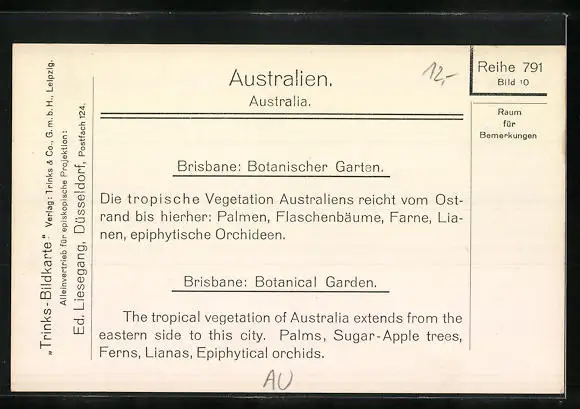 „Trinks-Bildkarte“ Verlag: Trinks & Co., G. m. b. H., Leipzig.
Alleinvertrieb für episkopische Projektion:
Ed. Liesegang, Düsseldorf, Postfach 124.
Australien.
Australia.
12,-
Reihe 791
Bild 10
Raum
für
Bemerkungen
Brisbane: Botanischer Garten.
Die tropische Vegetation Australiens reicht vom Ost-
rand bis hierher: Palmen, Flaschenbäume, Farne, Lia-
nen, epiphytische Orchideen.
Brisbane: Botanical Garden.
The tropical vegetation of Australia extends from the
eastern side to this city. Palms, Sugar-Apple trees,
Ferns, Lianas, Epiphytical orchids.
AU